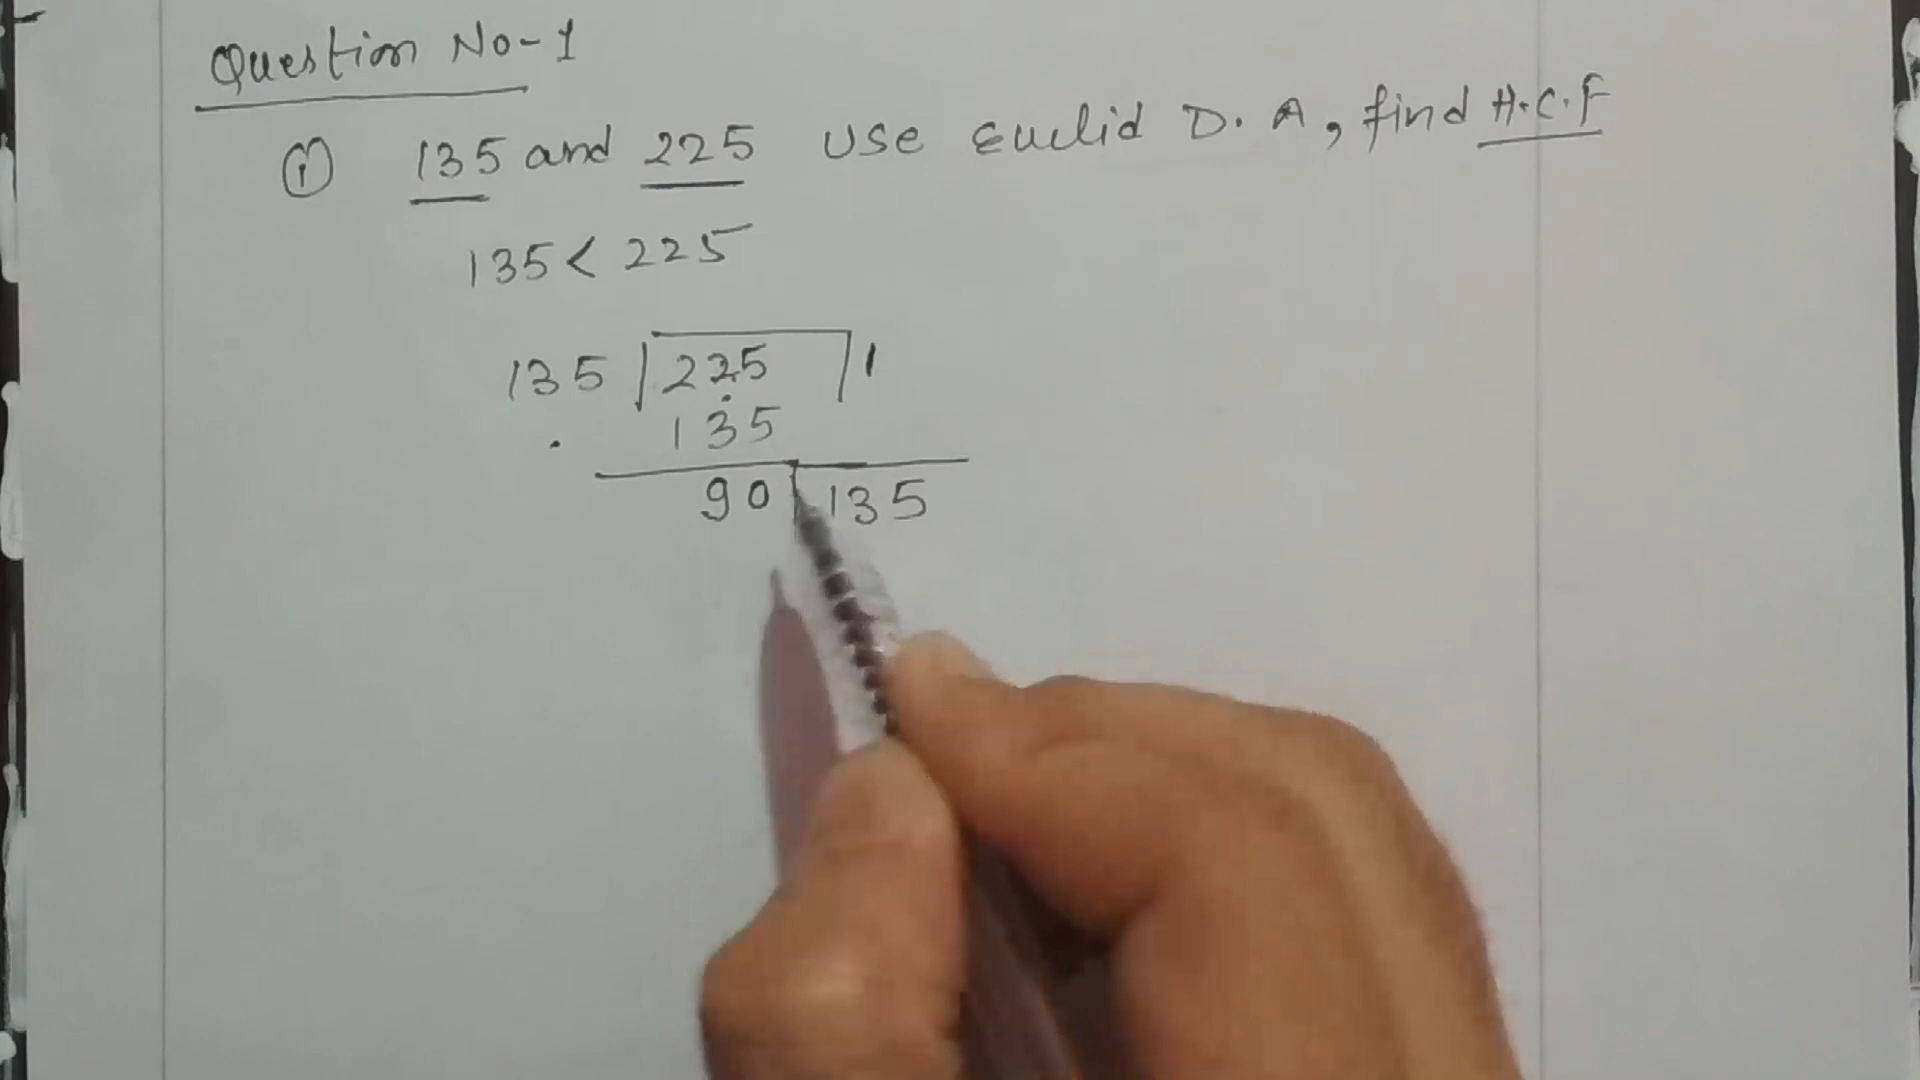 Question No-1
(i) 135 and 225 use Euclid D. A, find H.C.F
135 < 225
135 225 1
135
90 135